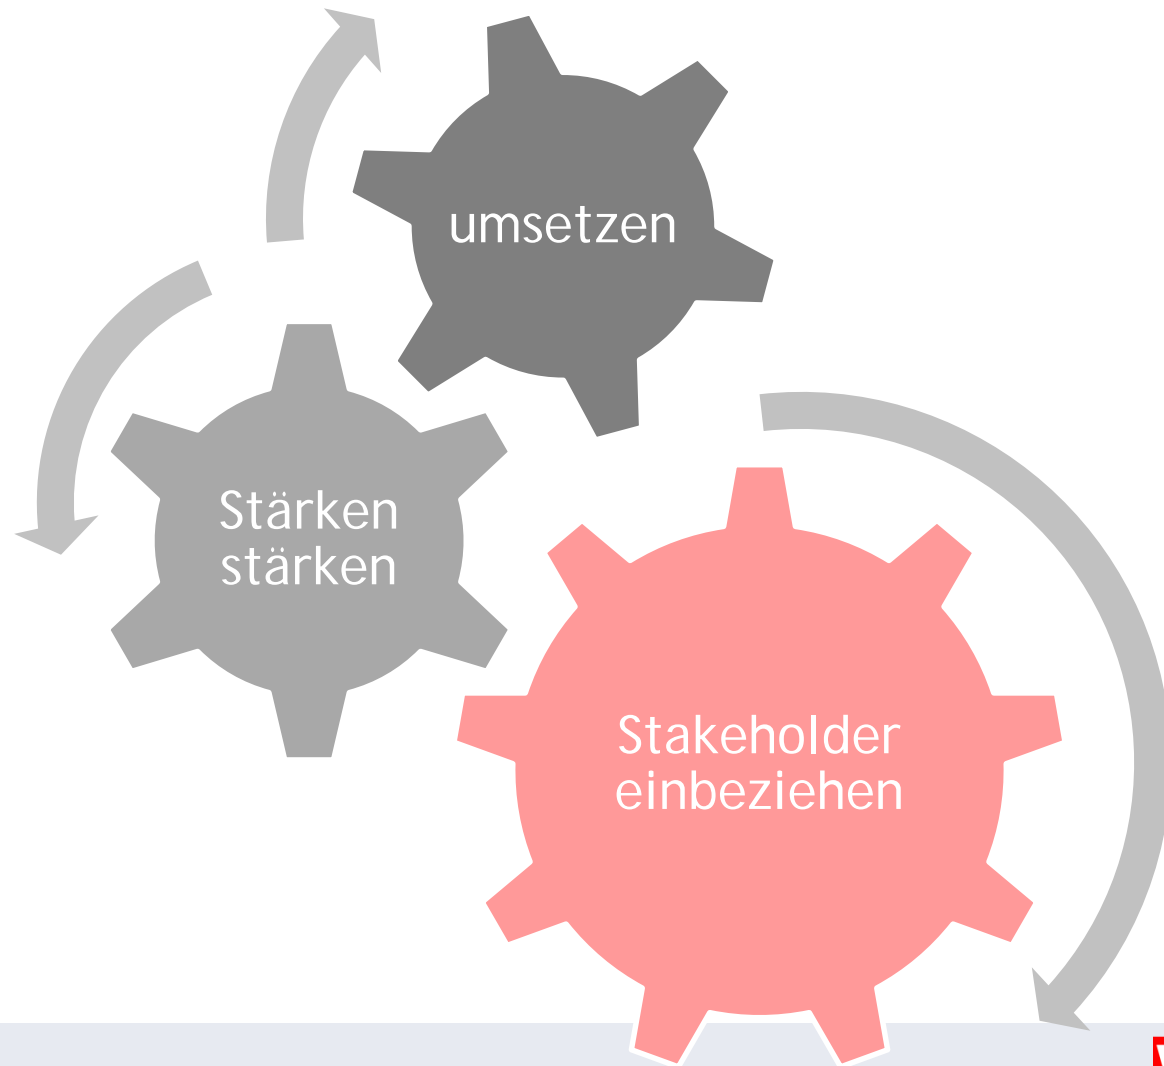 umsetzen
Stärken
stärken
Stakeholder
einbeziehen